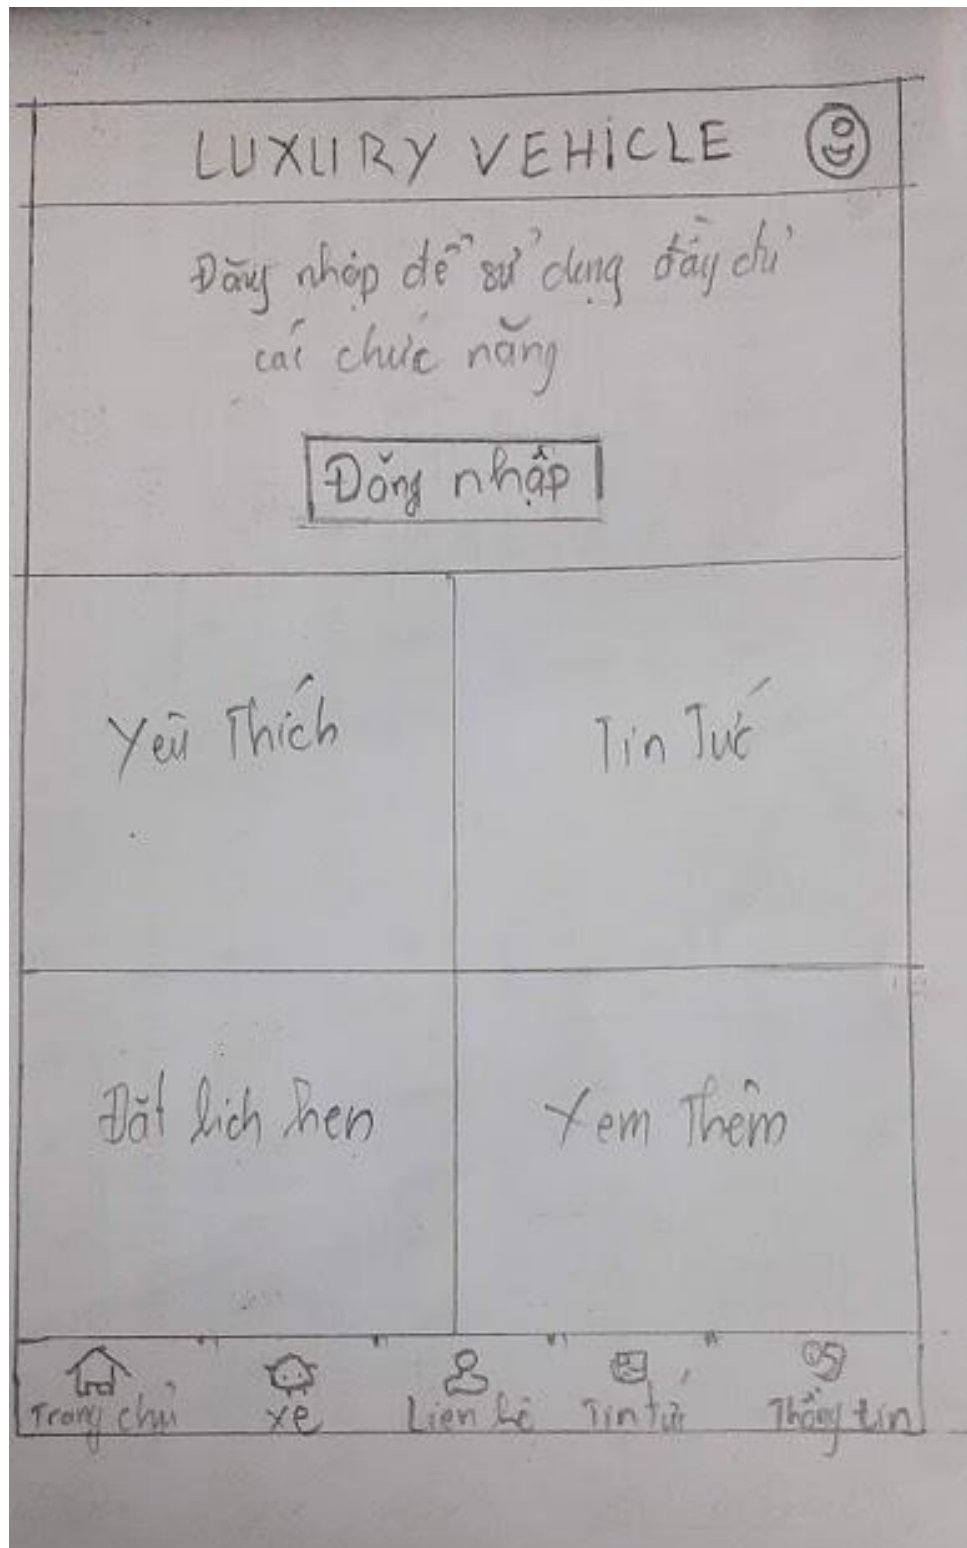 LUXURY VEHICLE
Đăng nhập để sử dụng đầy đủ
các chức năng
Đăng nhập
Yêu Thích
Tin Tức
Đặt lịch hẹn
Xem Thêm
Trang chủ
xe
Liên hệ
Tin tức
Thông tin